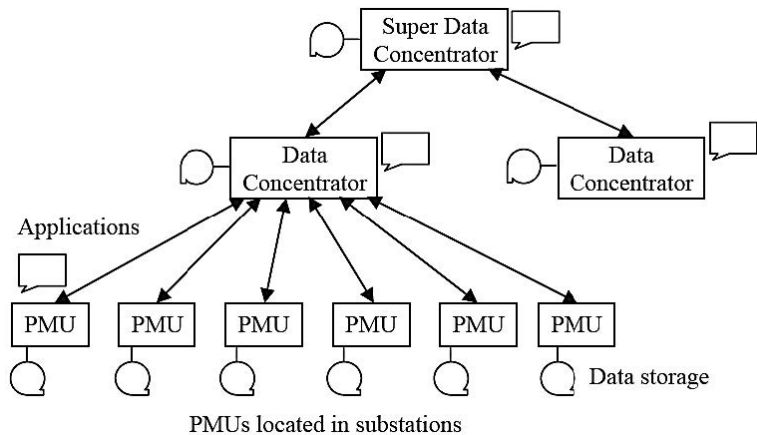 Super Data
Concentrator
Data
Concentrator
Data
Concentrator
Applications
PMU
PMU
PMU
PMU
PMU
PMU
Data storage
PMUs located in substations